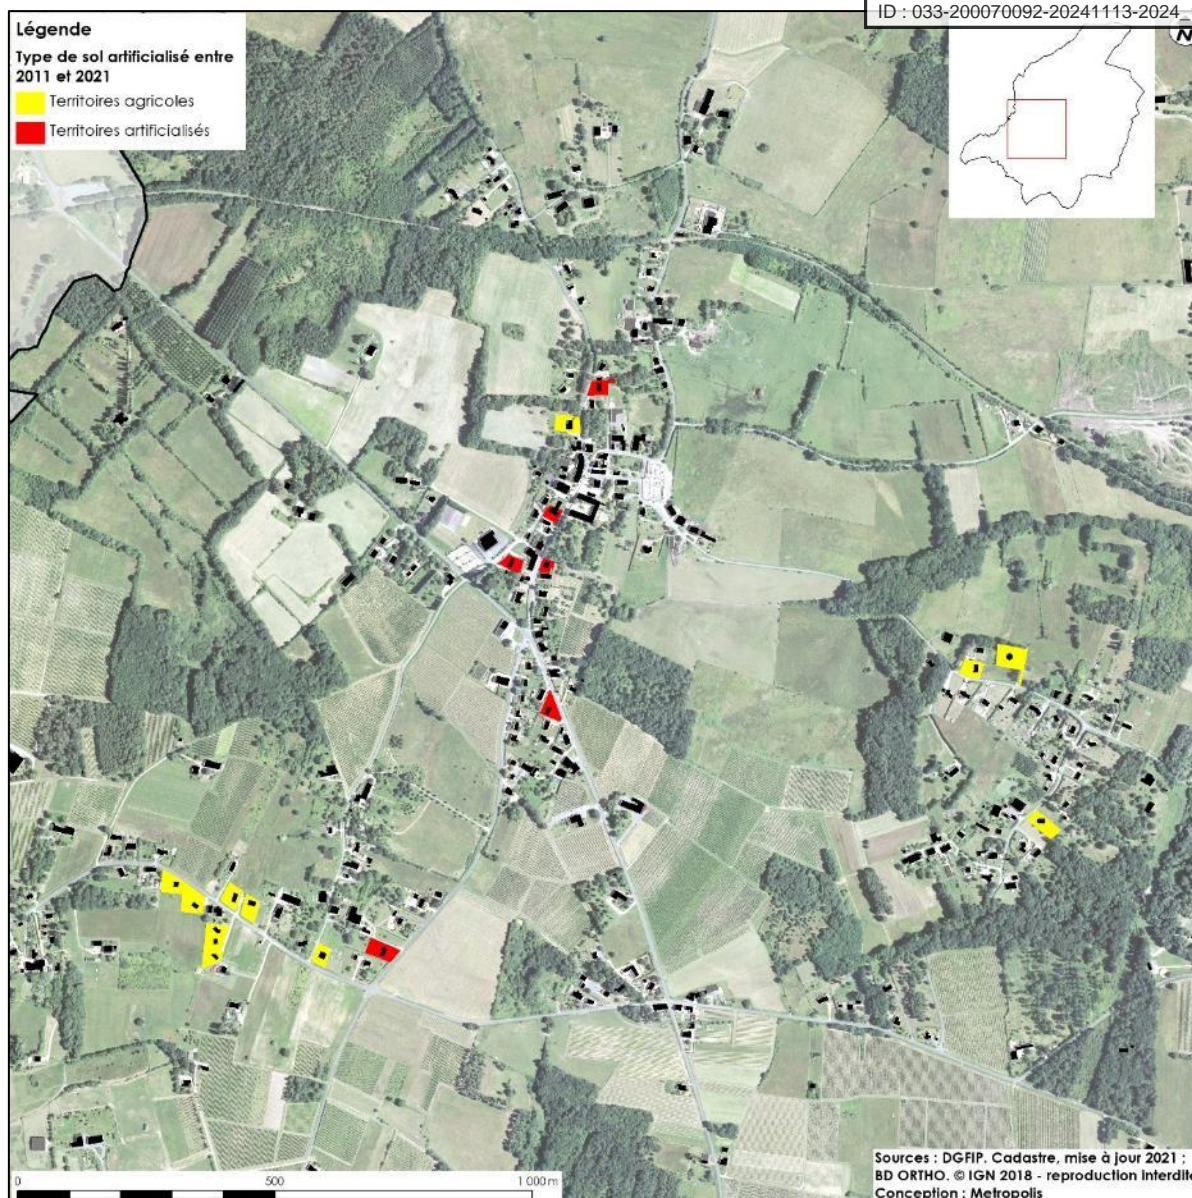 ID : 033-200070092-20241113-2024
N
Légende
Type de sol artificialisé entre
2011 et 2021
Territoires agricoles
Territoires artificialisés
0 500 1 000 m
Sources : DGFIP. Cadastre, mise à jour 2021 ;
BD ORTHO. © IGN 2018 - reproduction interdite
Conception : Metropolis